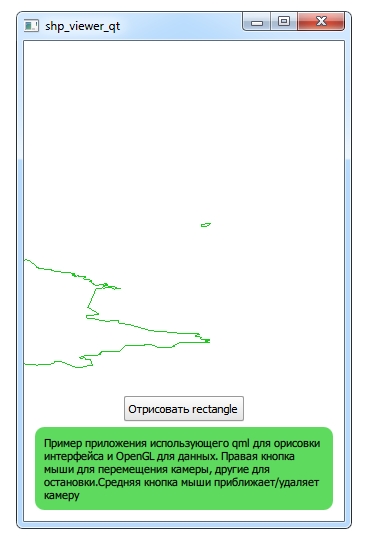 shp_viewer_qt
Отрисовать rectangle
Пример приложения использующего qml для орисовки
интерфейса и OpenGL для данных. Правая кнопка
мыши для перемещения камеры, другие для
остановки.Средняя кнопка мыши приближает/удаляет
камеру